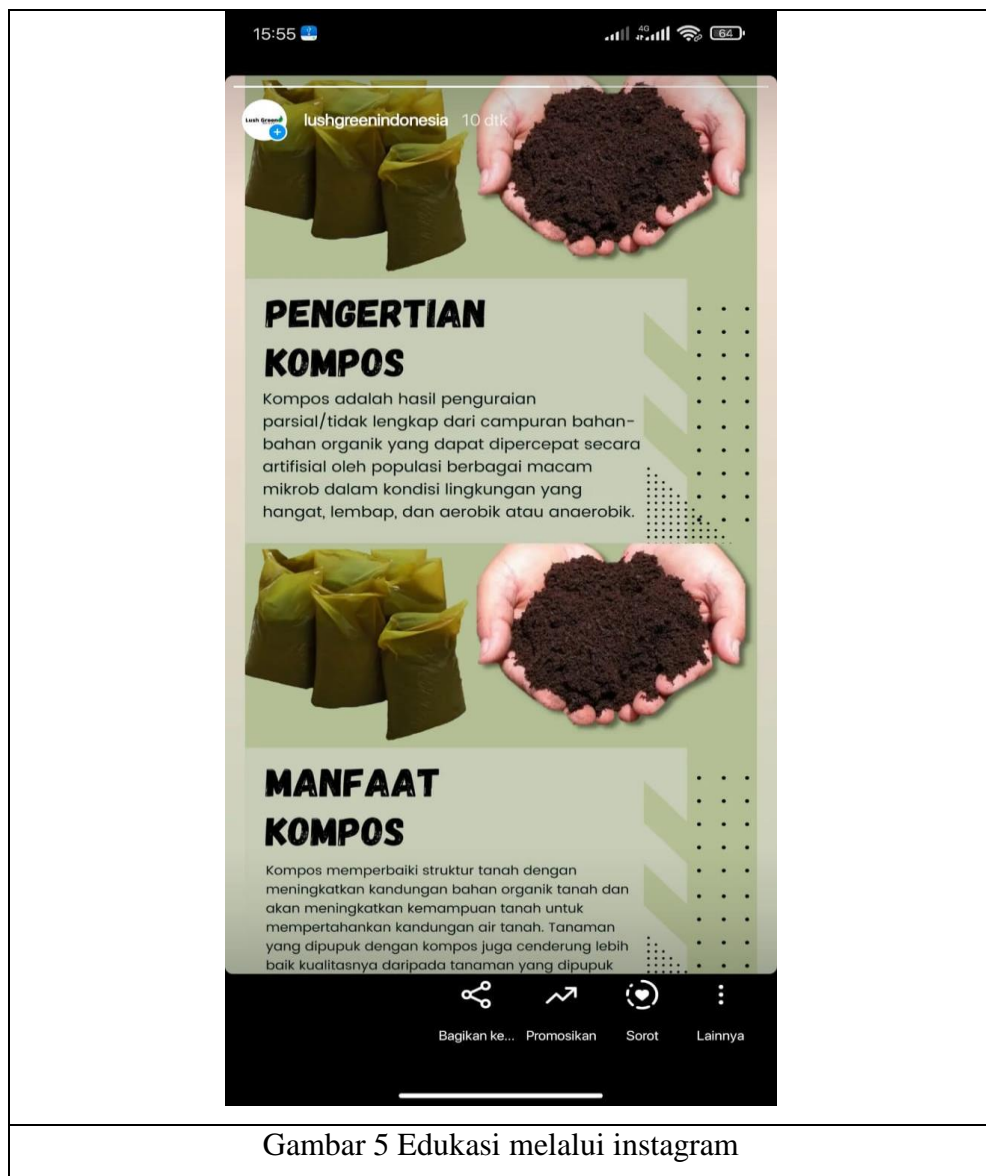 15:55
4G
64
Lush Green
lushgreenindonesia 10 dtk
PENGERTIAN
KOMPOS
Kompos adalah hasil penguraian
parsial/tidak lengkap dari campuran bahan-
bahan organik yang dapat dipercepat secara
artifisial oleh populasi berbagai macam
mikrob dalam kondisi lingkungan yang
hangat, lembap, dan aerobik atau anaerobik.
MANFAAT
KOMPOS
Kompos memperbaiki struktur tanah dengan
meningkatkan kandungan bahan organik tanah dan
akan meningkatkan kemampuan tanah untuk
mempertahankan kandungan air tanah. Tanaman
yang dipupuk dengan kompos juga cenderung lebih
baik kualitasnya daripada tanaman yang dipupuk
Bagikan ke... Promosikan Sorot Lainnya
Gambar 5 Edukasi melalui instagram